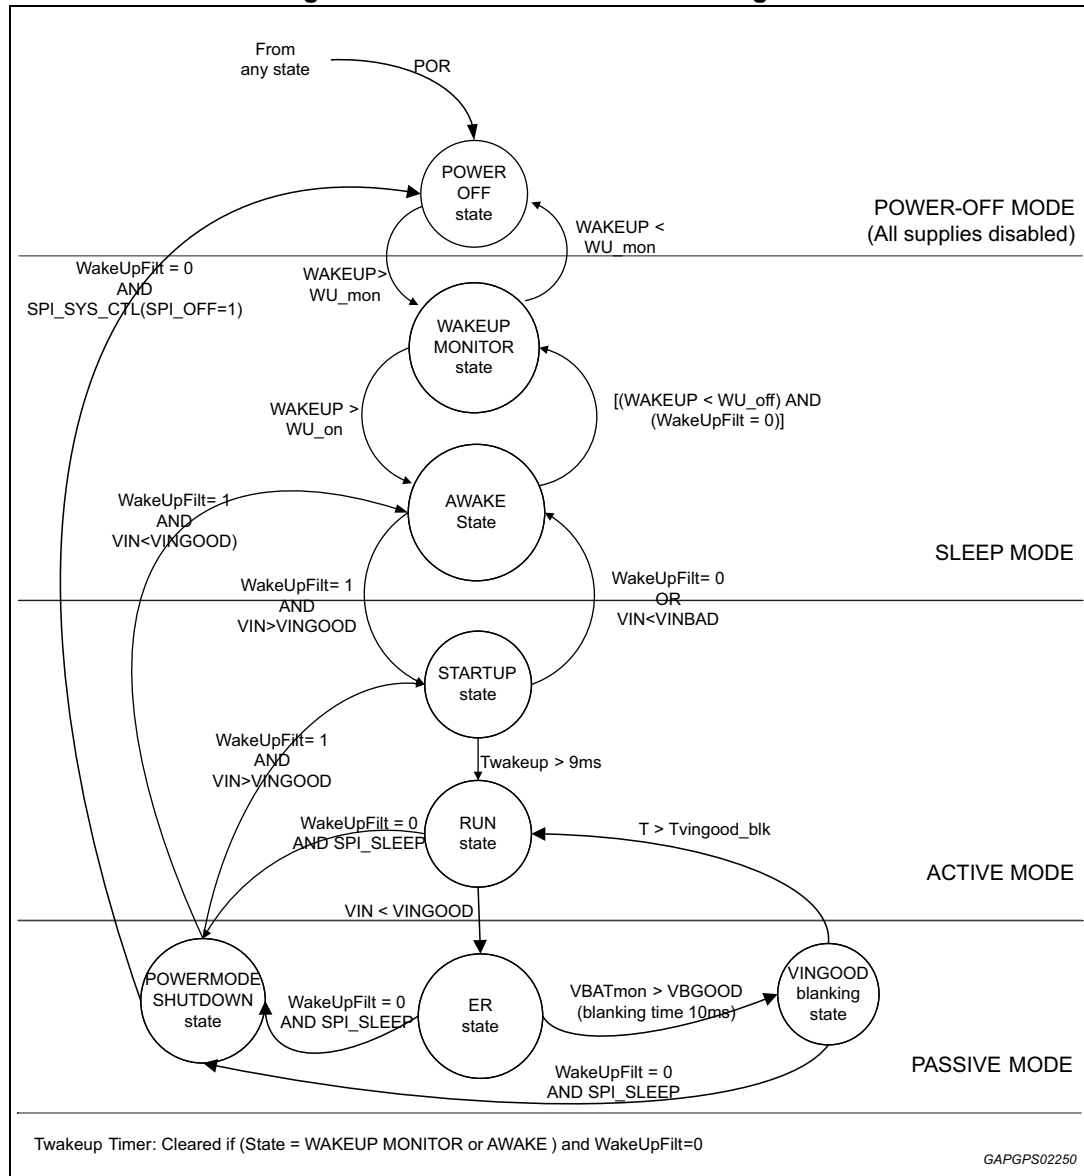 From
any state
POR
POWER
OFF
state
POWER-OFF MODE
(All supplies disabled)
WAKEUP <
WU_mon
WakeUpFilt = 0
AND
SPI_SYS_CTL(SPI_OFF=1)
WAKEUP>
WU_mon
WAKEUP
MONITOR
state
WAKEUP >
WU_on
[(WAKEUP < WU_off) AND
(WakeUpFilt = 0)]
AWAKE
State
WakeUpFilt= 1
AND
VIN<VINGOOD)
SLEEP MODE
WakeUpFilt= 1
AND
VIN>VINGOOD
WakeUpFilt= 0
OR
VIN<VINBAD
STARTUP
state
WakeUpFilt= 1
AND
VIN>VINGOOD
Twakeup > 9ms
RUN
state
WakeUpFilt = 0
AND SPI_SLEEP
T > Tvingood_blk
ACTIVE MODE
VIN < VINGOOD
POWERMODE
SHUTDOWN
state
WakeUpFilt = 0
AND SPI_SLEEP
ER
state
VBATmon > VBGOOD
(blanking time 10ms)
VINGOOD
blanking
state
WakeUpFilt = 0
AND SPI_SLEEP
PASSIVE MODE
Twakeup Timer: Cleared if (State = WAKEUP MONITOR or AWAKE ) and WakeUpFilt=0
GAPGPS02250